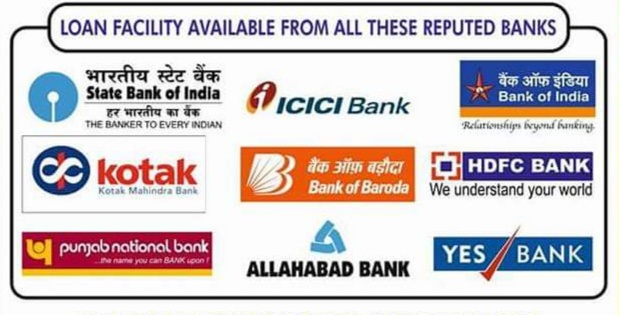 LOAN FACILITY AVAILABLE FROM ALL THESE REPUTED BANKS
भारतीय स्टेट बैंक
State Bank of India
हर भारतीय का बैंक
THE BANKER TO EVERY INDIAN
ICICI Bank
बैंक ऑफ़ इंडिया
Bank of India
Relationships beyond banking.
kotak
Kotak Mahindra Bank
बैंक ऑफ़ बड़ौदा
Bank of Baroda
HDFC BANK
We understand your world
punjab national bank
...the name you can BANK upon !
ALLAHABAD BANK
YES BANK